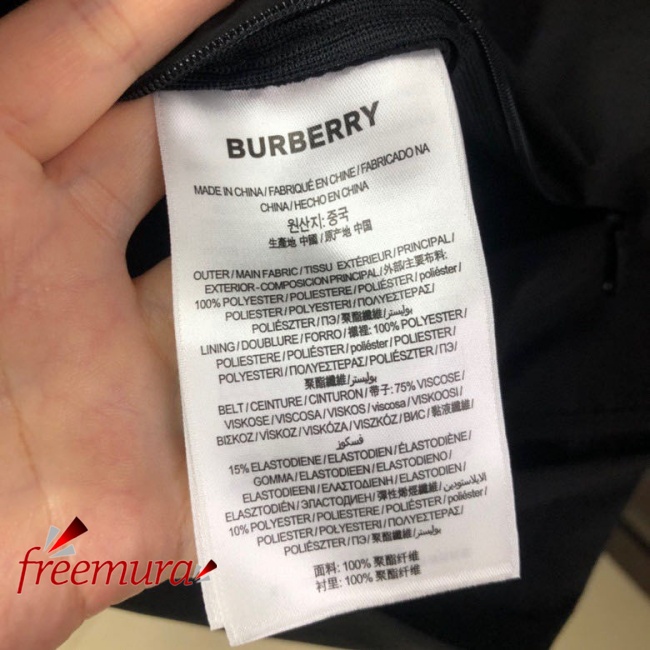 BURBERRY
MADE IN CHINA / FABRIQUÉ EN CHINE / FABRICADO NA
CHINA / HECHO EN CHINA
원산지: 중국
生產地 中國 / 原产地 中国
OUTER / MAIN FABRIC / TISSU EXTÉRIEUR / PRINCIPAL /
EXTERIOR - COMPOSICION PRINCIPAL / 外部/主要布料:
100% POLYESTER / POLIESTERE / POLIÉSTER / poliéster /
POLIESTER / POLYESTERI / ΠΟΛΥΕΣΤΕΡΑΣ /
POLIÉSZTER / ПЭ / 聚酯纖維/بوليستر
LINING / DOUBLURE / FORRO / 襯裡: 100% POLYESTER /
POLIESTERE / POLIÉSTER / poliéster / POLIESTER /
POLYESTERI / ΠΟΛΥΕΣΤΕΡΑΣ / POLIÉSZTER / ПЭ /
聚酯纖維/بوليستر
BELT / CEINTURE / CINTURON / 帶子: 75% VISCOSE /
VISKOSE / VISCOSA / VISKOS / viscosa / VISKOOSI /
ΒΙΣΚΟΖ / VİSKOZ / VISKÓZA / VISZKÓZ / ВИС / 黏液纖維/
فسكوز
15% ELASTODIENE / ELASTODIEN / ÉLASTODIÈNE /
GOMMA / ELASTODIEEN / ELASTODIENO /
ELASTODIEENI / ΕΛΑΣΤΟΔΙΕΝΗ / ELASTODIEN /
ELASZTODIÉN / ЭПАСТОДИЕН / 彈性烯烴纖維/الايلاستودين
10% POLYESTER / POLIESTERE / POLIÉSTER / poliéster /
POLIESTER / POLYESTERI / ΠΟΛΥΕΣΤΕΡΑΣ /
POLIÉSZTER / ПЭ / 聚酯纖維/بوليستر
面料: 100% 聚酯纤维
衬里: 100% 聚酯纤维
freemura